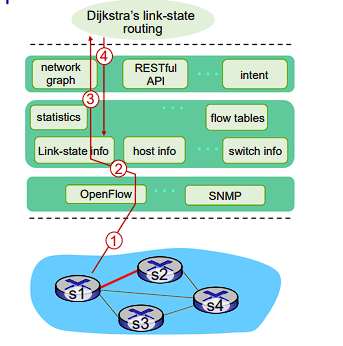 Dijkstra's link-state
routing
4
network
graph
RESTful
API
intent
3
statistics
flow tables
Link-state info
host info
switch info
2
OpenFlow
SNMP
1
s2
s1
s4
s3